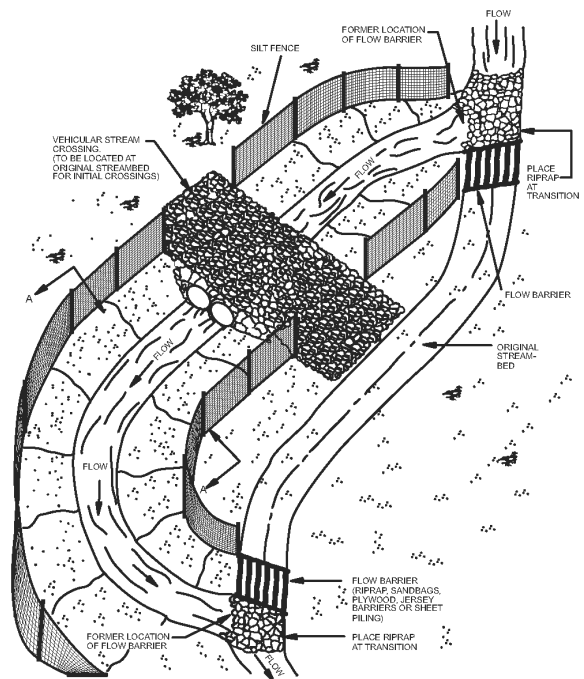 FLOW
FORMER LOCATION
OF FLOW BARRIER
SILT FENCE
VEHICULAR STREAM
CROSSING.
(TO BE LOCATED AT
ORIGINAL STREAMBED
FOR INITIAL CROSSINGS)
FLOW
PLACE
RIPRAP
AT
TRANSITION
A
FLOW BARRIER
ORIGINAL
STREAM-
BED
FLOW
FLOW
A
FLOW BARRIER
(RIPRAP, SANDBAGS,
PLYWOOD, JERSEY
BARRIERS OR SHEET
PILING)
FORMER LOCATION
OF FLOW BARRIER
PLACE RIPRAP
AT TRANSITION
FLOW